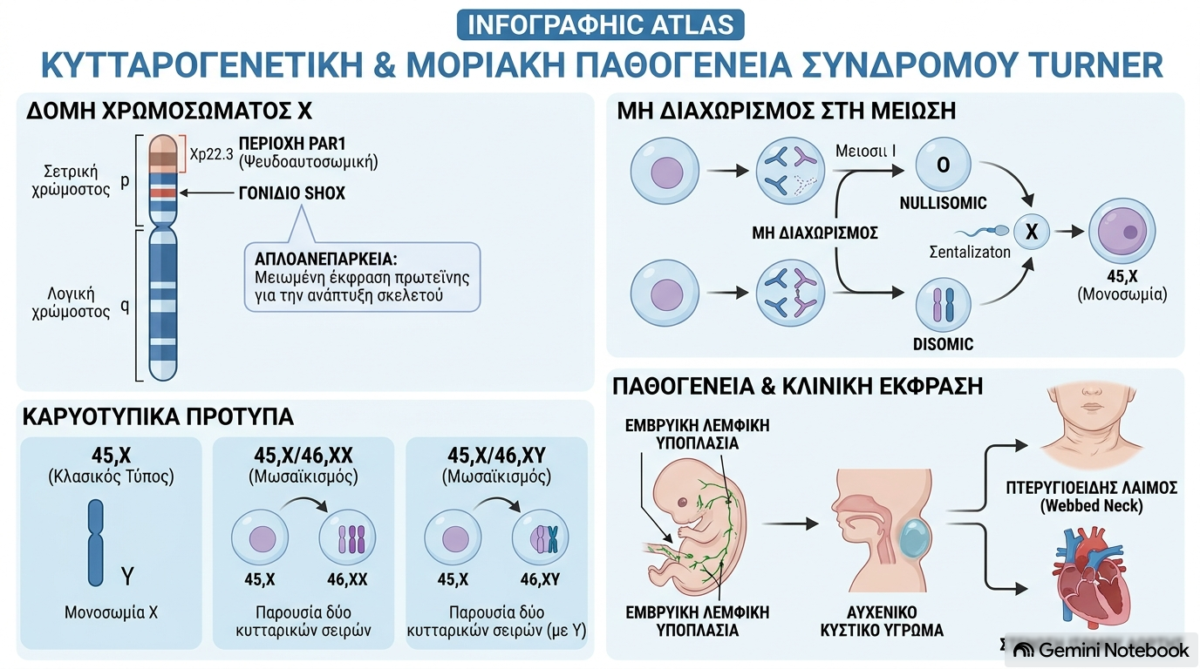 INFOGRAPHIC ATLAS
ΚΥΤΤΑΡΟΓΕΝΕΤΙΚΗ & ΜΟΡΙΑΚΗ ΠΑΘΟΓΕΝΕΙΑ ΣΥΝΔΡΟΜΟΥ TURNER
ΔΟΜΗ ΧΡΩΜΟΣΩΜΑΤΟΣ Χ
Σετρική
χρώμοστος
p
Xp22.3
ΠΕΡΙΟΧΗ PAR1
(Ψευδοαυτοσωμική)
ΓΟΝΙΔΙΟ SHOX
ΑΠΛΟΑΝΕΠΑΡΚΕΙΑ:
Μειωμένη έκφραση πρωτεΐνης
για την ανάπτυξη σκελετού
Λογική
χρώμοστος
q
ΜΗ ΔΙΑΧΩΡΙΣΜΟΣ ΣΤΗ ΜΕΙΩΣΗ
Μειοσιι I
O
NULLISOMIC
ΜΗ ΔΙΑΧΩΡΙΣΜΟΣ
X
Σentalizaton
45,X
(Μονοσωμία)
DISOMIC
ΚΑΡΥΟΤΥΠΙΚΑ ΠΡΟΤΥΠΑ
45,X
(Κλασικός Τύπος)
Y
Μονοσωμία Χ
45,X/46,XX
(Μωσαϊκισμός)
45,X
46,XX
Παρουσία δύο
κυτταρικών σειρών
45,X/46,XY
(Μωσαϊκισμός)
45,X
46,XY
Παρουσία δύο
κυτταρικών σειρών (με Υ)
ΠΑΘΟΓΕΝΕΙΑ & ΚΛΙΝΙΚΗ ΕΚΦΡΑΣΗ
ΕΜΒΡΥΙΚΗ ΛΕΜΦΙΚΗ
ΥΠΟΠΛΑΣΙΑ
ΕΜΒΡΥΙΚΗ ΛΕΜΦΙΚΗ
ΥΠΟΠΛΑΣΙΑ
ΑΥΧΕΝΙΚΟ
ΚΥΣΤΙΚΟ ΥΓΡΩΜΑ
ΠΤΕΡΥΓΙΟΕΙΔΗΣ ΛΑΙΜΟΣ
(Webbed Neck)
Gemini Notebook